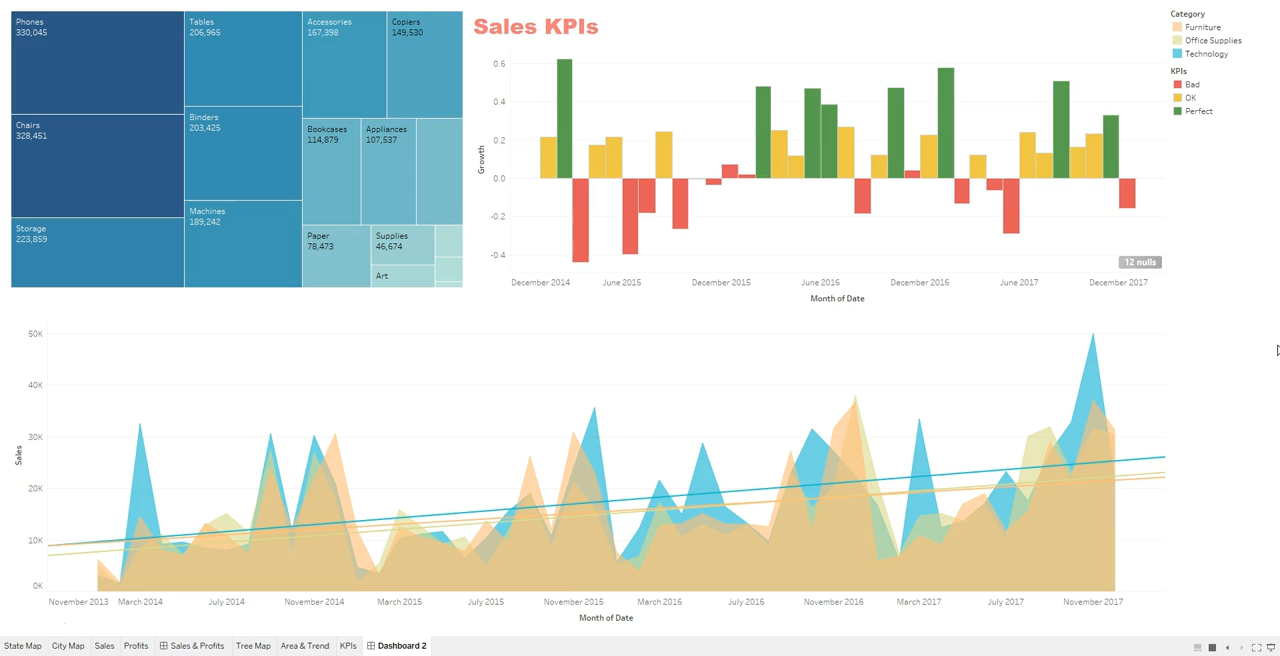 Phones
330,045
Chairs
328,451
Storage
223,859
Tables
206,965
Binders
203,425
Machines
189,242
Accessories
167,398
Copiers
149,530
Bookcases
114,879
Appliances
107,537
Paper
78,473
Supplies
46,674
Art
Sales KPIs
Growth
0.6
0.4
0.2
0.0
-0.2
-0.4
12 nulls
December 2014 June 2015 December 2015 June 2016 December 2016 June 2017 December 2017
Month of Date
Category
Furniture
Office Supplies
Technology
KPIs
Bad
OK
Perfect
Sales
50K
40K
30K
20K
10K
0K
November 2013 March 2014 July 2014 November 2014 March 2015 July 2015 November 2015 March 2016 July 2016 November 2016 March 2017 July 2017 November 2017
Month of Date
State Map City Map Sales Profits Sales & Profits Tree Map Area & Trend KPIs Dashboard 2